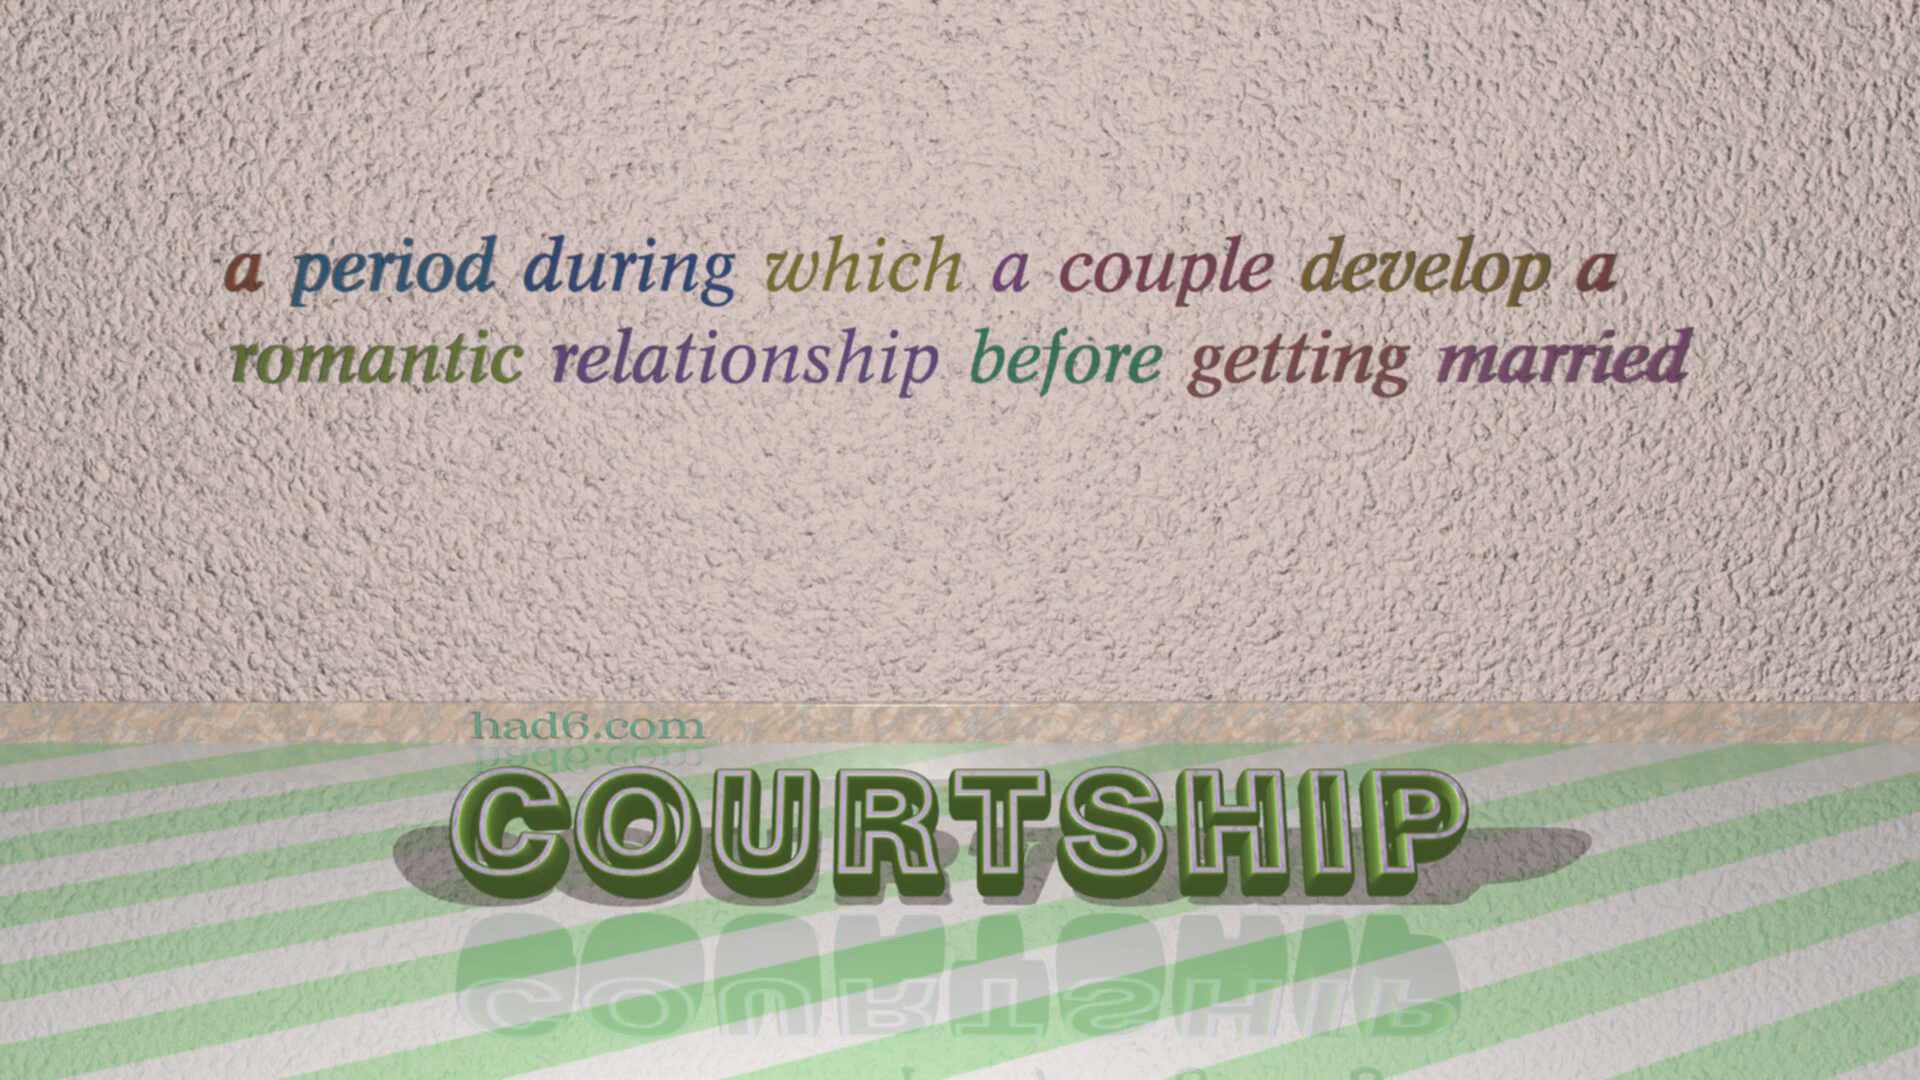 a period during which a couple develop a
romantic relationship before getting married
had6.com
COURTSHIP